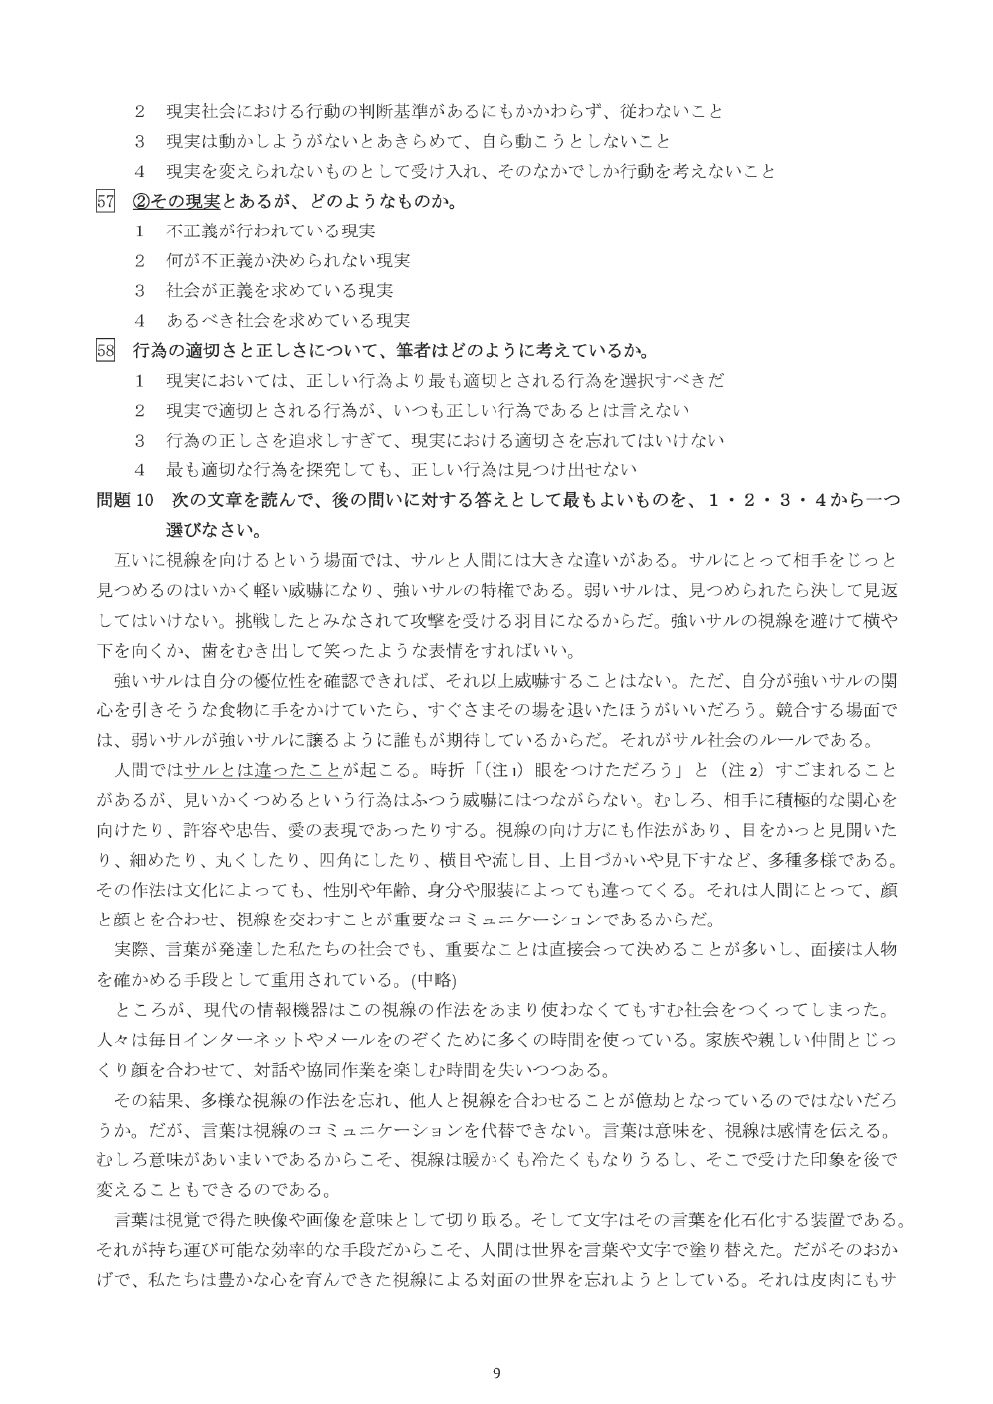 2　現実社会における行動の判断基準があるにもかかわらず、従わないこと
3　現実は動かしようがないとあきらめて、自ら動こうとしないこと
4　現実を変えられないものとして受け入れ、そのなかでしか行動を考えないこと
57　②その現実とあるが、どのようなものか。
1　不正義が行われている現実
2　何が不正義か決められない現実
3　社会が正義を求めている現実
4　あるべき社会を求めている現実
58　行為の適切さと正しさについて、筆者はどのように考えているか。
1　現実においては、正しい行為より最も適切とされる行為を選択すべきだ
2　現実で適切とされる行為が、いつも正しい行為であるとは言えない
3　行為の正しさを追求しすぎて、現実における適切さを忘れてはいけない
4　最も適切な行為を探究しても、正しい行為は見つけ出せない
問題 10　次の文章を読んで、後の問いに対する答えとして最もよいものを、１・２・３・４から一つ
選びなさい。
互いに視線を向けるという場面では、サルと人間には大きな違いがある。サルにとって相手をじっと
見つめるのはいかく軽い威嚇になり、強いサルの特権である。弱いサルは、見つめられたら決して見返
してはいけない。挑戦したとみなされて攻撃を受ける羽目になるからだ。強いサルの視線を避けて横や
下を向くか、歯をむき出して笑ったような表情をすればいい。
強いサルは自分の優位性を確認できれば、それ以上威嚇することはない。ただ、自分が強いサルの関
心を引きそうな食物に手をかけていたら、すぐさまその場を退いたほうがいいだろう。競合する場面で
は、弱いサルが強いサルに譲るように誰もが期待しているからだ。それがサル社会のルールである。
人間ではサルとは違ったことが起こる。時折「（注 1）眼をつけただろう」と（注 2）すごまれること
があるが、見いかくつめるという行為はふつう威嚇にはつながらない。むしろ、相手に積極的な関心を
向けたり、許容や忠告、愛の表現であったりする。視線の向け方にも作法があり、目をかっと見開いた
り、細めたり、丸くしたり、四角にしたり、横目や流し目、上目づかいや見下すなど、多種多様である。
その作法は文化によっても、性別や年齢、身分や服装によっても違ってくる。それは人間にとって、顔
と顔とを合わせ、視線を交わすことが重要なコミュニケーションであるからだ。
実際、言葉が発達した私たちの社会でも、重要なことは直接会って決めることが多いし、面接は人物
を確かめる手段として重用されている。(中略)
ところが、現代の情報機器はこの視線の作法をあまり使わなくてもすむ社会をつくってしまった。
人々は毎日インターネットやメールをのぞくために多くの時間を使っている。家族や親しい仲間とじっ
くり顔を合わせて、対話や協同作業を楽しむ時間を失いつつある。
その結果、多様な視線の作法を忘れ、他人と視線を合わせることが億劫となっているのではないだろ
うか。だが、言葉は視線のコミュニケーションを代替できない。言葉は意味を、視線は感情を伝える。
むしろ意味があいまいであるからこそ、視線は暖かくも冷たくもなりうるし、そこで受けた印象を後で
変えることもできるのである。
言葉は視覚で得た映像や画像を意味として切り取る。そして文字はその言葉を化石化する装置である。
それが持ち運び可能な効率的な手段だからこそ、人間は世界を言葉や文字で塗り替えた。だがそのおか
げで、私たちは豊かな心を育んできた視線による対面の世界を忘れようとしている。それは皮肉にもサ
9